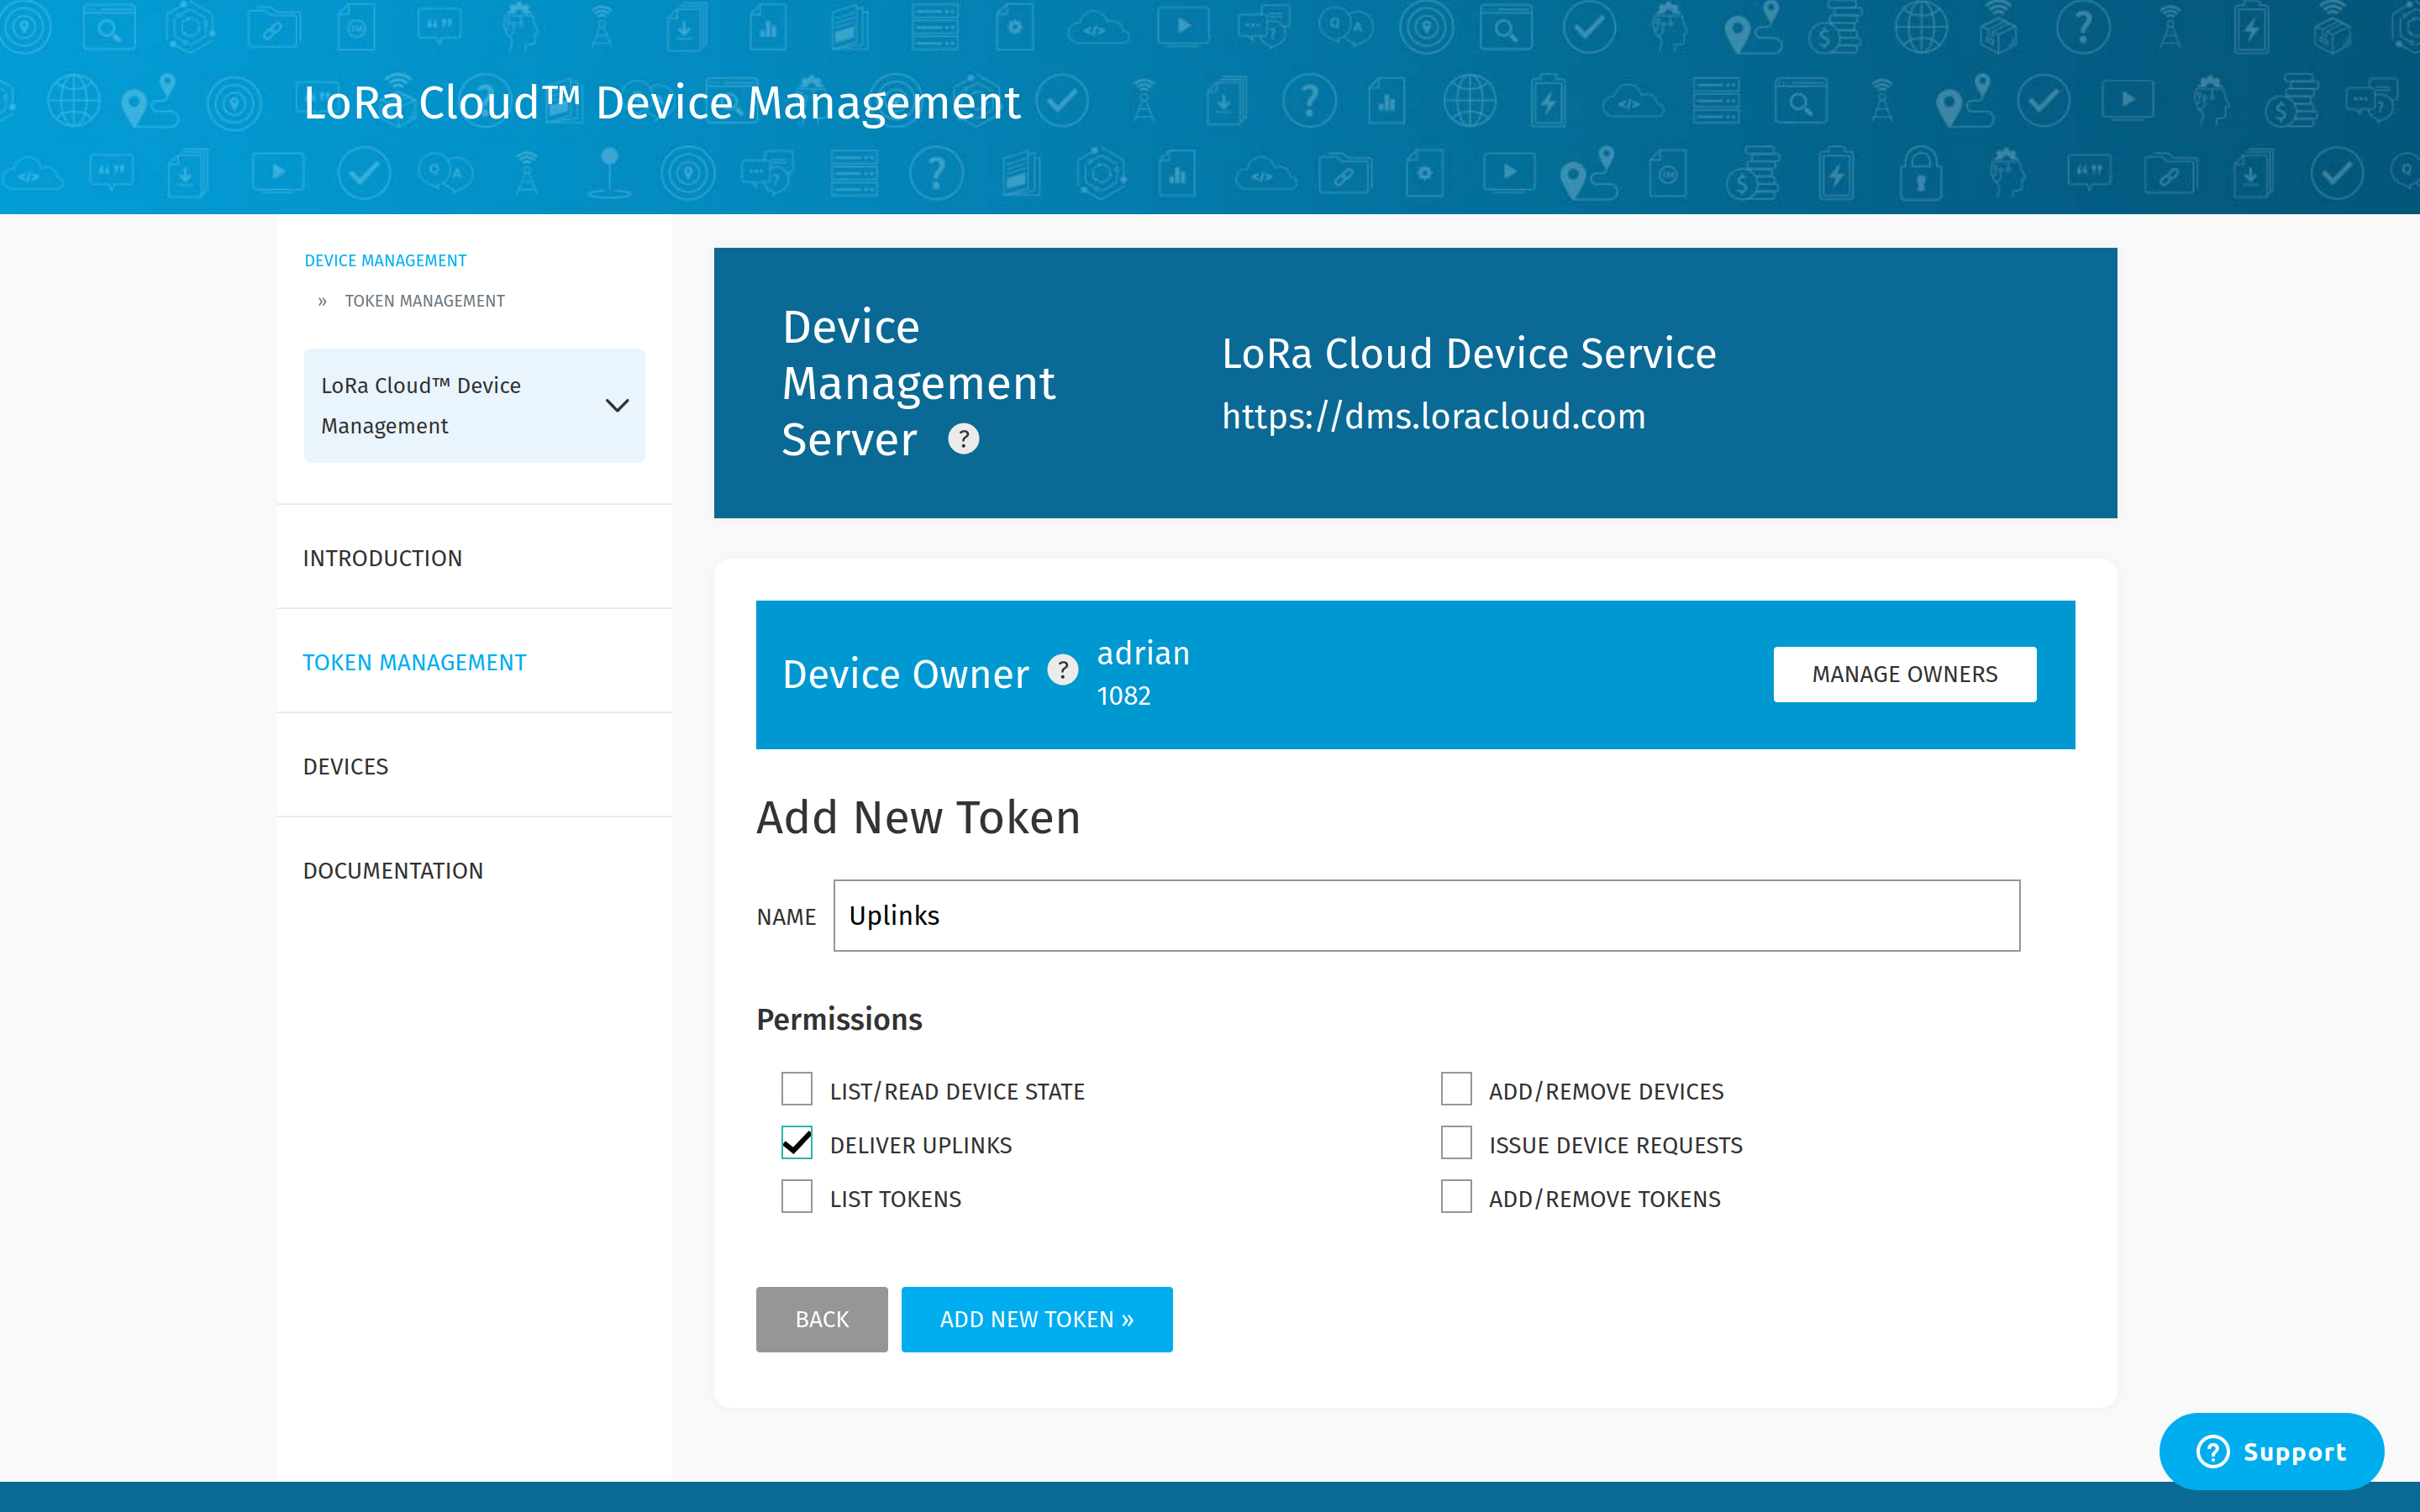 LoRa Cloud™ Device Management
DEVICE MANAGEMENT
» TOKEN MANAGEMENT
LoRa Cloud™ Device
Management
INTRODUCTION
TOKEN MANAGEMENT
DEVICES
DOCUMENTATION
Device
Management
Server ?
LoRa Cloud Device Service
https://dms.loracloud.com
Device Owner ?
adrian
1082
MANAGE OWNERS
Add New Token
NAME Uplinks
Permissions
LIST/READ DEVICE STATE
ADD/REMOVE DEVICES
DELIVER UPLINKS
ISSUE DEVICE REQUESTS
LIST TOKENS
ADD/REMOVE TOKENS
BACK
ADD NEW TOKEN »
? Support